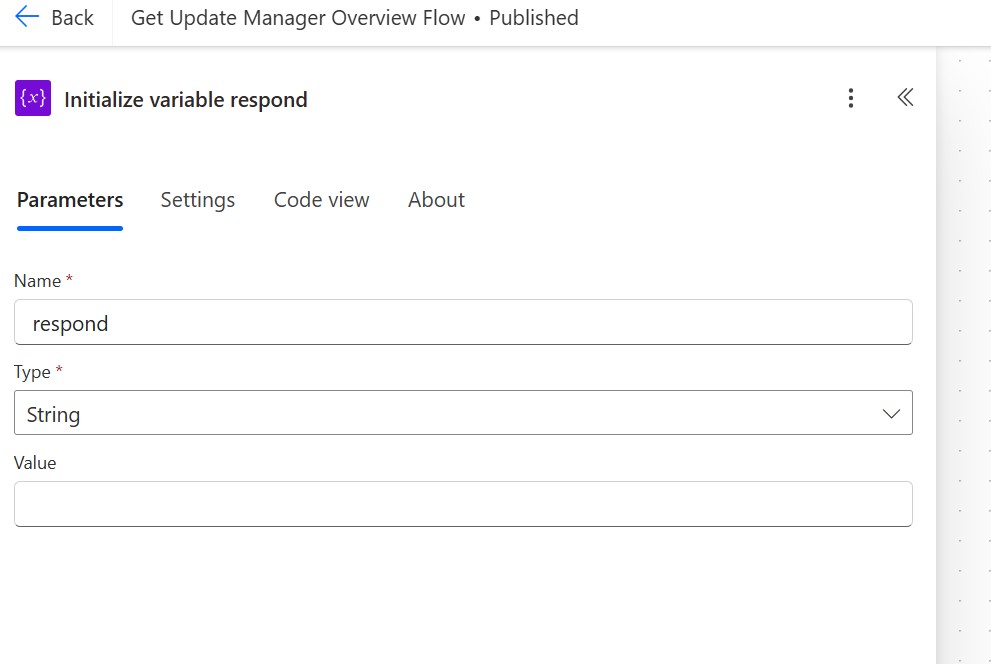 Back Get Update Manager Overview Flow • Published
{x} Initialize variable respond
Parameters Settings Code view About
Name *
respond
Type *
String
Value